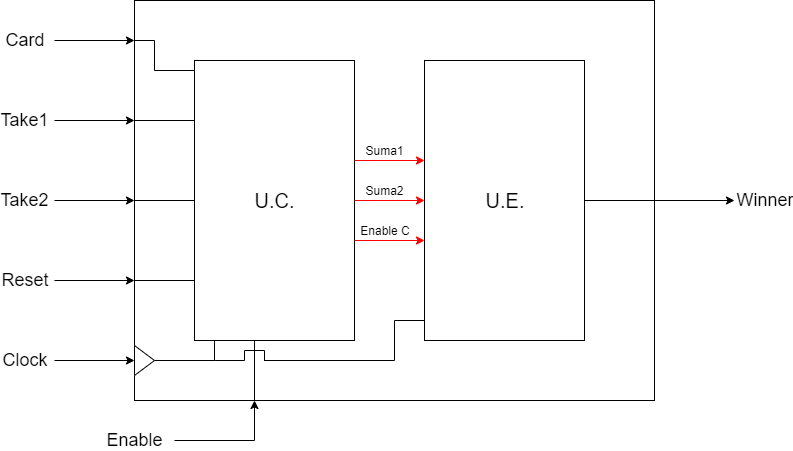 Card
Take1
Suma1
Take2
Suma2
U.C.
U.E.
Winner
Enable C
Reset
Clock
Enable